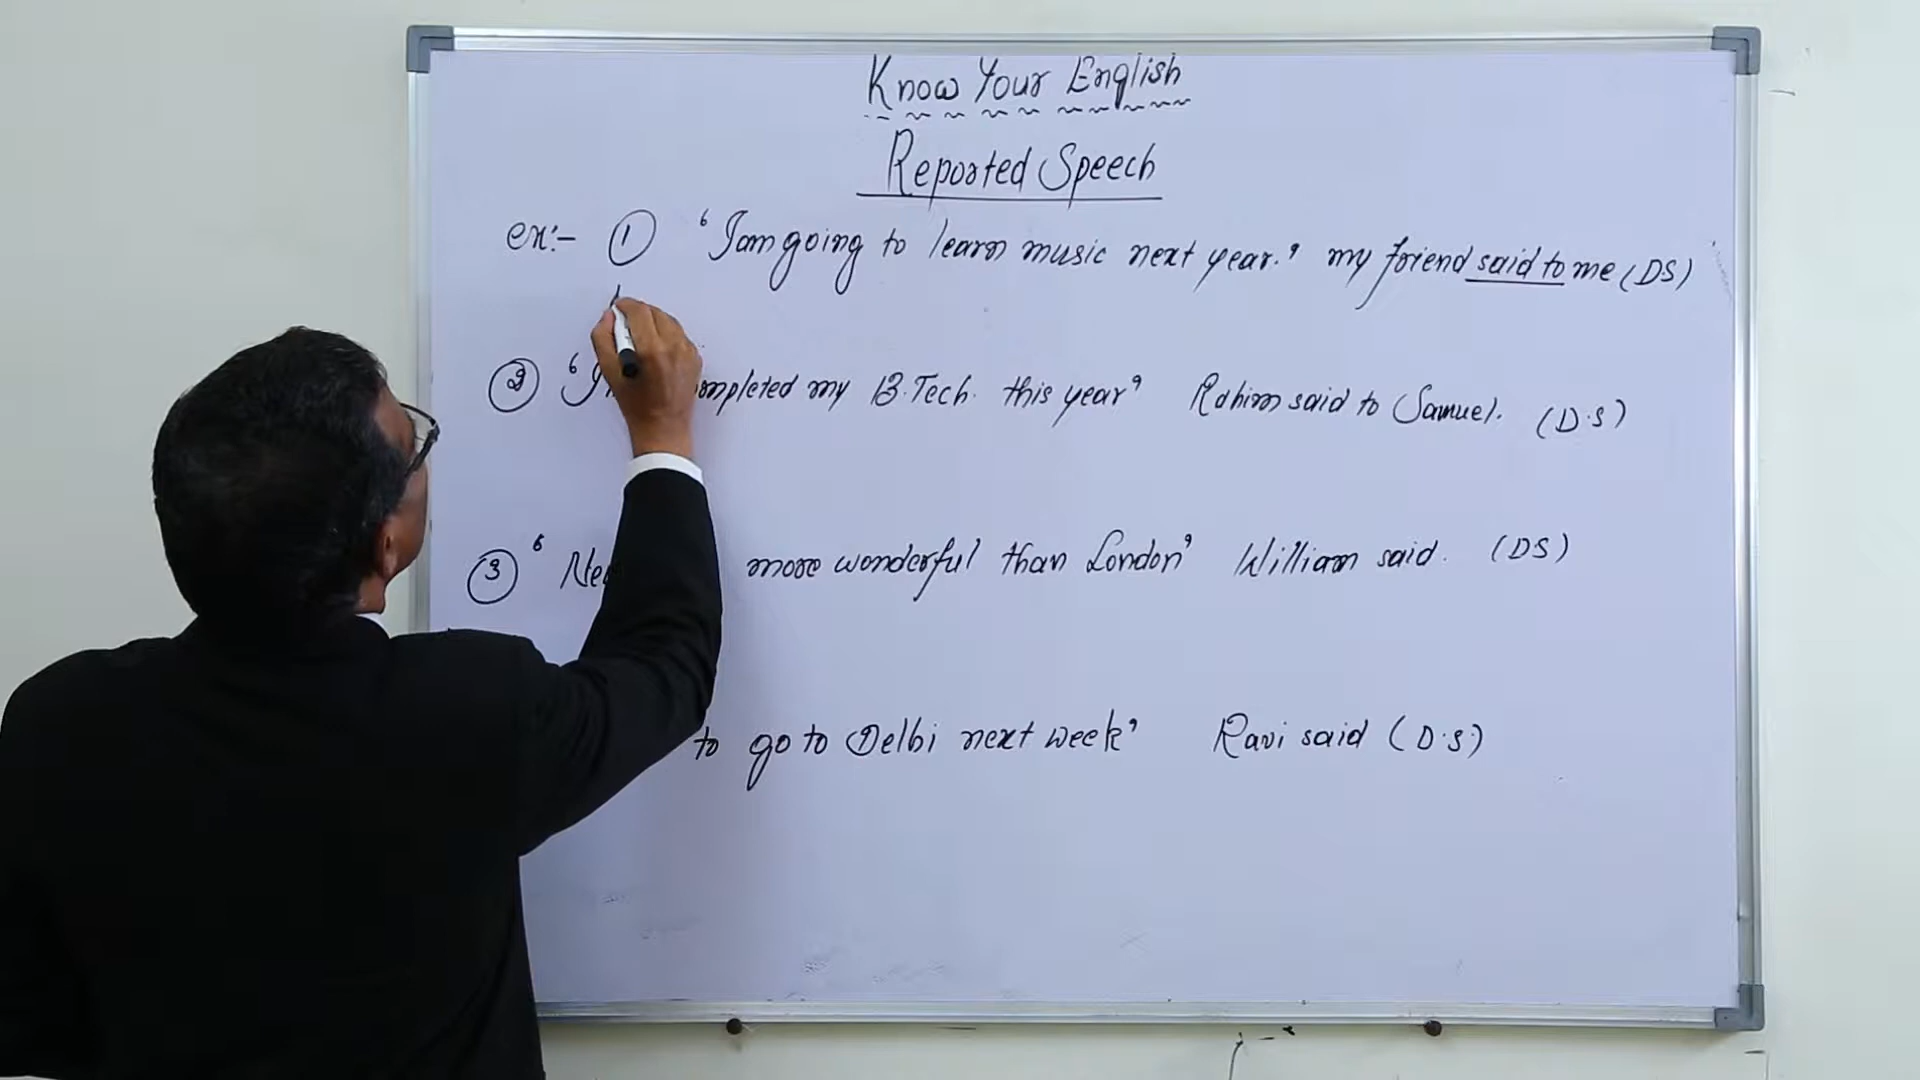 Know Your English
Reported Speech
ex:- ① 'I am going to learn music next year.' my friend said to me (DS)
② 'I my B.Tech. this year' Rahim said to Samuel. (D.S)
③ ' more wonderful than London' William said. (DS)
to go to Delhi next week' Ravi said (D.S)